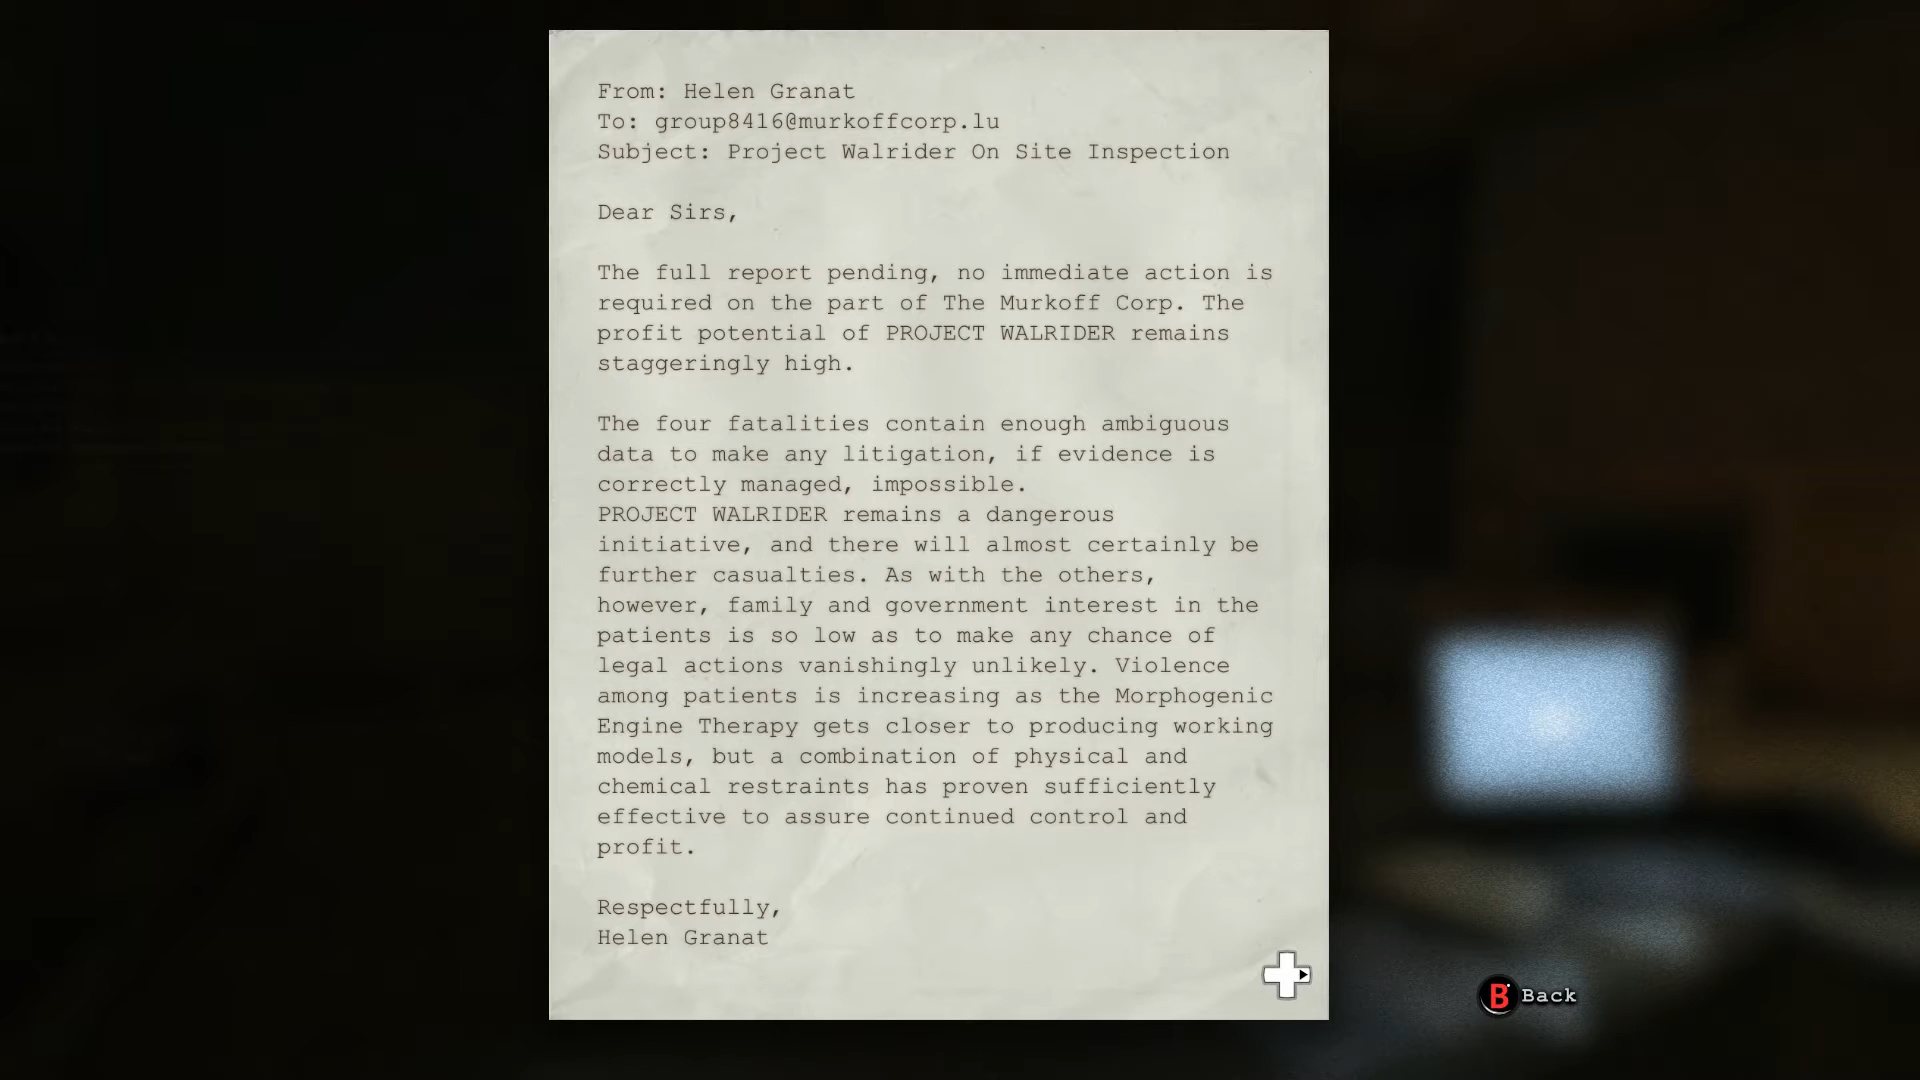 From: Helen Granat
To: group8416@murkoffcorp.lu
Subject: Project Walrider On Site Inspection
Dear Sirs,
The full report pending, no immediate action is
required on the part of The Murkoff Corp. The
profit potential of PROJECT WALRIDER remains
staggeringly high.
The four fatalities contain enough ambiguous
data to make any litigation, if evidence is
correctly managed, impossible.
PROJECT WALRIDER remains a dangerous
initiative, and there will almost certainly be
further casualties. As with the others,
however, family and government interest in the
patients is so low as to make any chance of
legal actions vanishingly unlikely. Violence
among patients is increasing as the Morphogenic
Engine Therapy gets closer to producing working
models, but a combination of physical and
chemical restraints has proven sufficiently
effective to assure continued control and
profit.
Respectfully,
Helen Granat
B Back